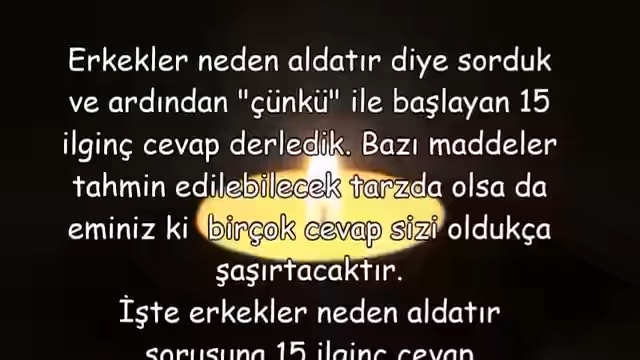 Erkekler neden aldatır diye sorduk
ve ardından "çünkü" ile başlayan 15
ilginç cevap derledik. Bazı maddeler
tahmin edilebilecek tarzda olsa da
eminiz ki birçok cevap sizi oldukça
şaşırtacaktır.
İşte erkekler neden aldatır
sorusuna 15 ilginç cevap